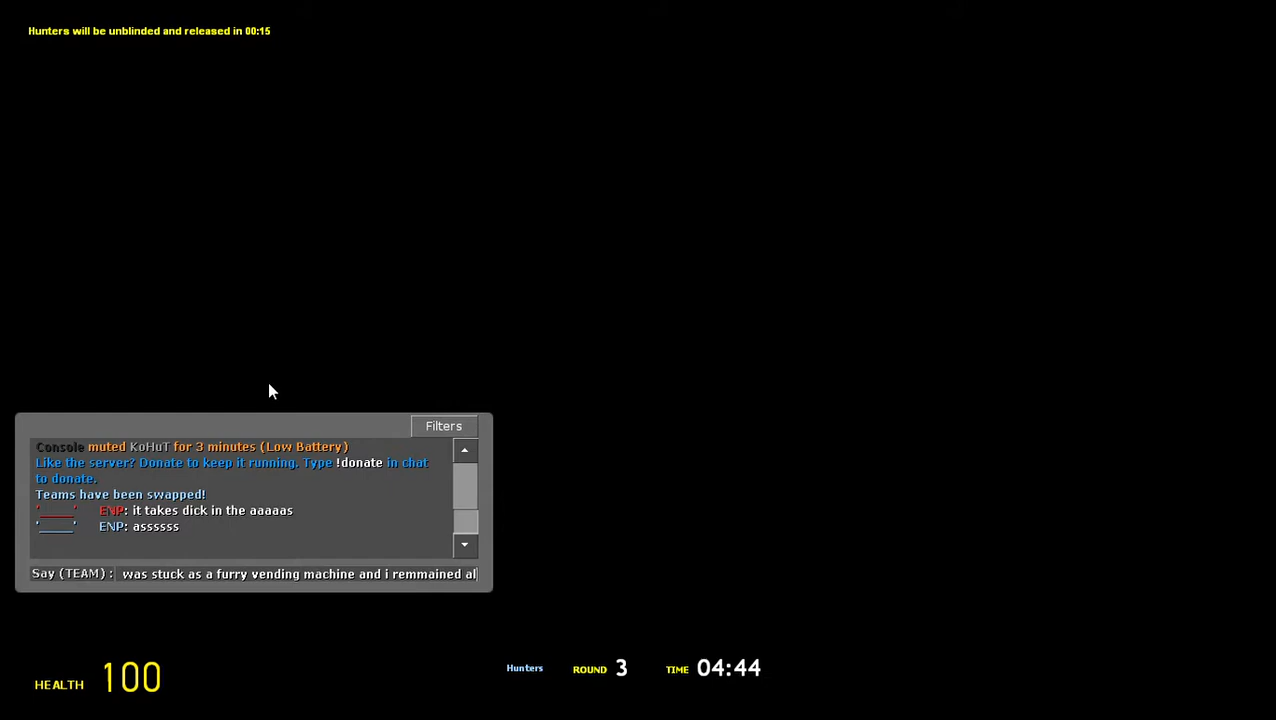 Hunters will be unblinded and released in 00:15
Filters
Console muted KoHuT for 3 minutes (Low Battery)
Like the server? Donate to keep it running. Type !donate in chat
to donate.
Teams have been swapped!
'_____' ENP: it takes dick in the aaaaas
'_____' ENP: assssss
Say (TEAM) : was stuck as a furry vending machine and i remmained al
HEALTH 100
Hunters ROUND 3 TIME 04:44